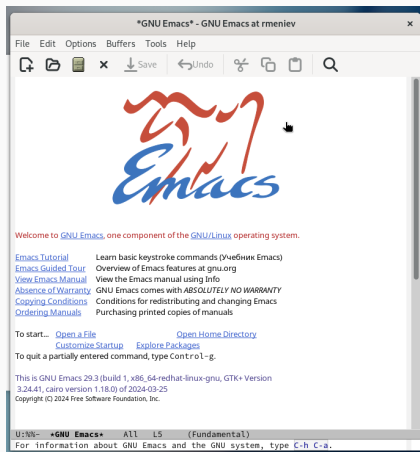 *GNU Emacs* - GNU Emacs at rmeniev
File Edit Options Buffers Tools Help
Save Undo
Emacs
Welcome to GNU Emacs, one component of the GNU/Linux operating system.
Emacs Tutorial Learn basic keystroke commands (Учебник Emacs)
Emacs Guided Tour Overview of Emacs features at gnu.org
View Emacs Manual View the Emacs manual using Info
Absence of Warranty GNU Emacs comes with ABSOLUTELY NO WARRANTY
Copying Conditions Conditions for redistributing and changing Emacs
Ordering Manuals Purchasing printed copies of manuals
To start... Open a File Open Home Directory
Customize Startup Explore Packages
To quit a partially entered command, type Control-g.
This is GNU Emacs 29.3 (build 1, x86_64-redhat-linux-gnu, GTK+ Version
3.24.41, cairo version 1.18.0) of 2024-03-25
Copyright (C) 2024 Free Software Foundation, Inc.
U:%%- *GNU Emacs* All L5 (Fundamental)
For information about GNU Emacs and the GNU system, type C-h C-a.